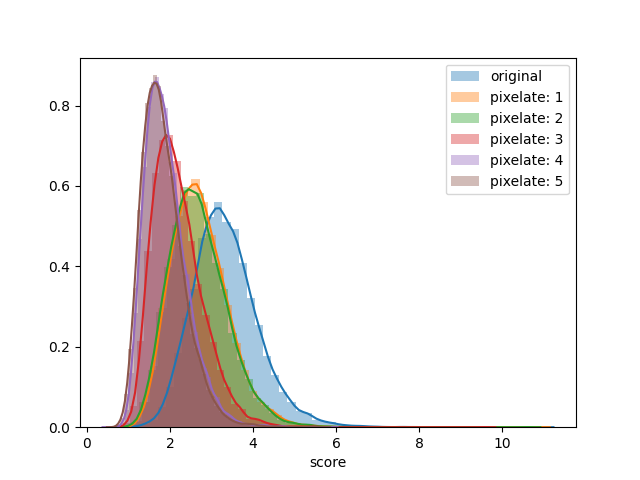 original
pixelate: 1
pixelate: 2
pixelate: 3
pixelate: 4
pixelate: 5
0.8
0.6
0.4
0.2
0.0
0 2 4 6 8 10
score